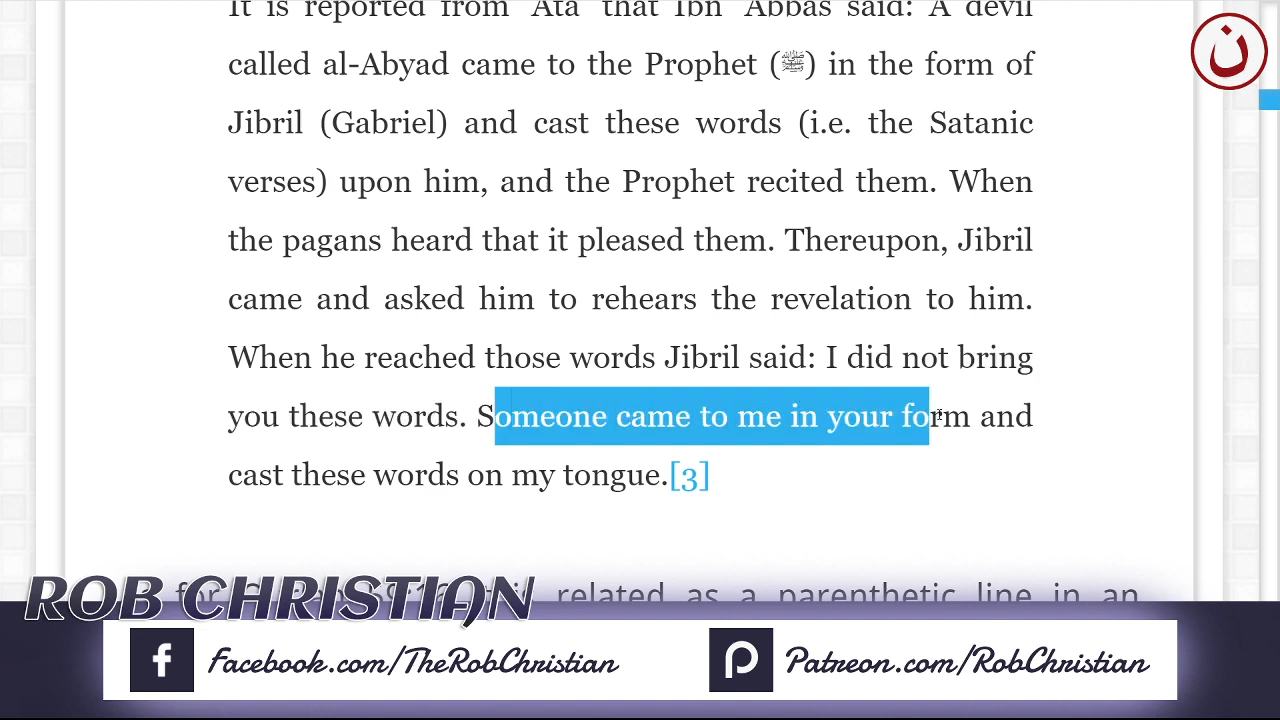 It is reported from 'Ata' that Ibn 'Abbas said: A devil
called al-Abyad came to the Prophet (ﷺ) in the form of
Jibril (Gabriel) and cast these words (i.e. the Satanic
verses) upon him, and the Prophet recited them. When
the pagans heard that it pleased them. Thereupon, Jibril
came and asked him to rehears the revelation to him.
When he reached those words Jibril said: I did not bring
you these words. Someone came to me in your form and
cast these words on my tongue.[3]
for related as a parenthetic line in an
ROB CHRISTIAN
Facebook.com/TheRobChristian
Patreon.com/RobChristian
ن